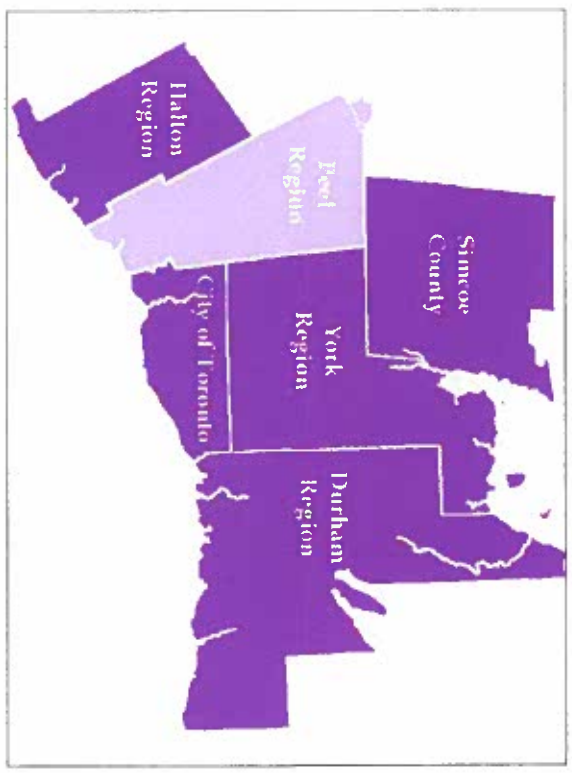 Halton
Region
Peel
Region
Simcoe
County
York
Region
City of Toronto
Durham
Region